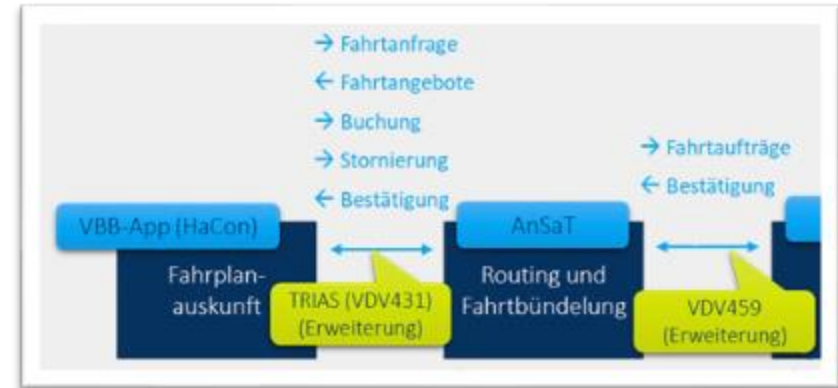 → Fahrtanfrage
← Fahrtangebote
→ Buchung
→ Stornierung
← Bestätigung
→ Fahrtaufträge
← Bestätigung
VBB-App (HaCon)
AnSaT
Fahrplan-
auskunft
TRIAS (VDV431)
(Erweiterung)
Routing und
Fahrtbündelung
VDV459
(Erweiterung)